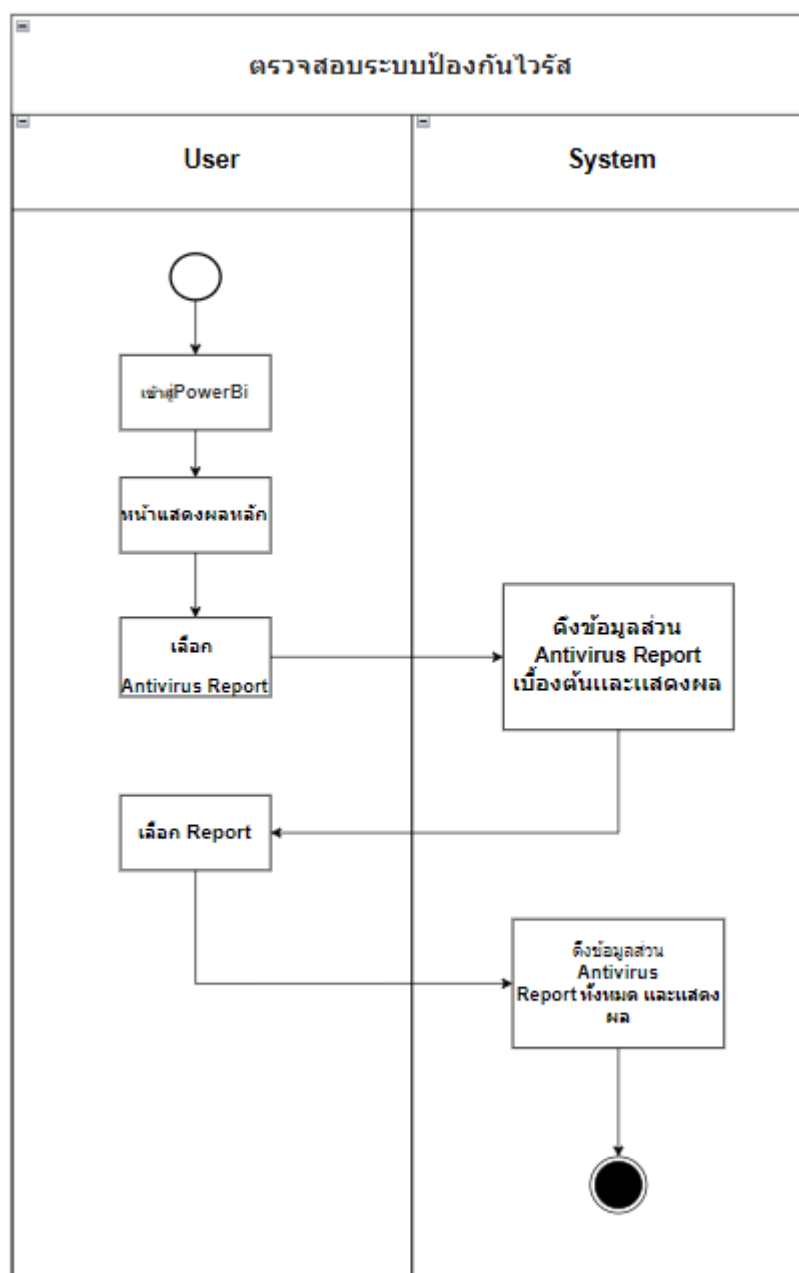 ตรวจสอบระบบป้องกันไวรัส
User
System
เข้าสู่PowerBi
หน้าแสดงผลหลัก
เลือก
Antivirus Report
ดึงข้อมูลส่วน
Antivirus Report
เบื้องต้นและแสดงผล
เลือก Report
ดึงข้อมูลส่วน
Antivirus
Report ทั้งหมด และแสดง
ผล